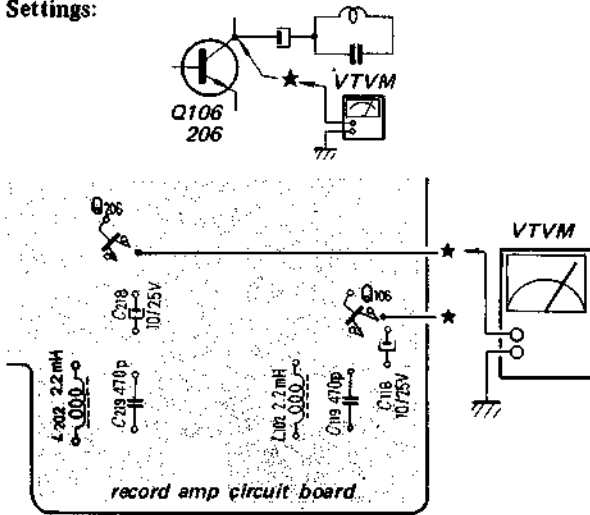 Settings:
VTVM
Q106
206
Q206
VTVM
Q106
C218
10/25V
L202 2.2mH
C219 470p
L102 2.2mH
C119 470p
C118
10/25V
record amp circuit board